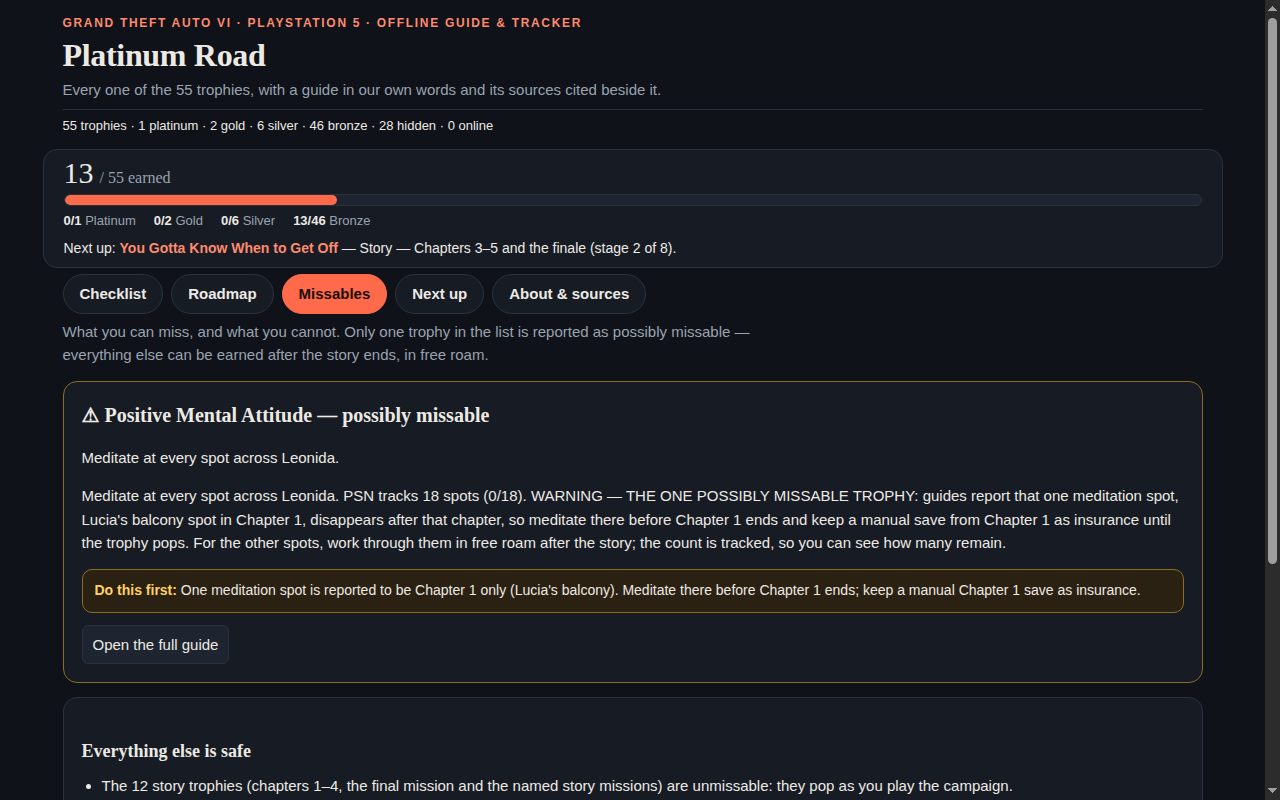 GRAND THEFT AUTO VI · PLAYSTATION 5 · OFFLINE GUIDE & TRACKER
Platinum Road
Every one of the 55 trophies, with a guide in our own words and its sources cited beside it.
55 trophies · 1 platinum · 2 gold · 6 silver · 46 bronze · 28 hidden · 0 online
13 / 55 earned
0/1 Platinum 0/2 Gold 0/6 Silver 13/46 Bronze
Next up: You Gotta Know When to Get Off — Story — Chapters 3–5 and the finale (stage 2 of 8).
Checklist Roadmap Missables Next up About & sources
What you can miss, and what you cannot. Only one trophy in the list is reported as possibly missable —
everything else can be earned after the story ends, in free roam.
⚠ Positive Mental Attitude — possibly missable
Meditate at every spot across Leonida.
Meditate at every spot across Leonida. PSN tracks 18 spots (0/18). WARNING — THE ONE POSSIBLY MISSABLE TROPHY: guides report that one meditation spot,
Lucia's balcony spot in Chapter 1, disappears after that chapter, so meditate there before Chapter 1 ends and keep a manual save from Chapter 1 as insurance until
the trophy pops. For the other spots, work through them in free roam after the story; the count is tracked, so you can see how many remain.
Do this first: One meditation spot is reported to be Chapter 1 only (Lucia's balcony). Meditate there before Chapter 1 ends; keep a manual Chapter 1 save as insurance.
Open the full guide
Everything else is safe
• The 12 story trophies (chapters 1–4, the final mission and the named story missions) are unmissable: they pop as you play the campaign.